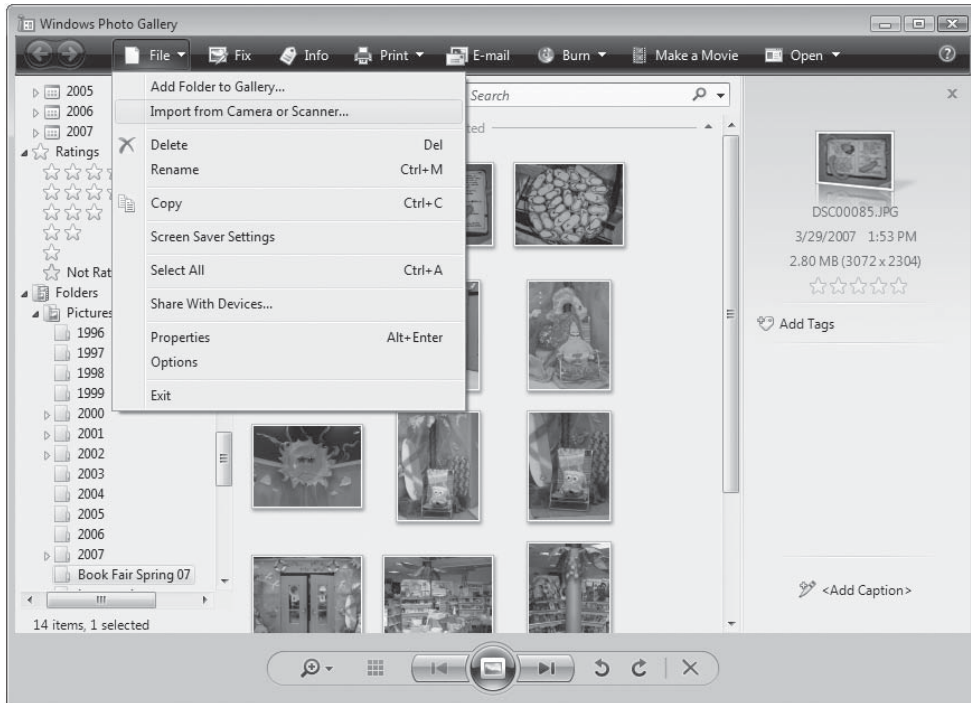 Windows Photo Gallery
File Fix Info Print E-mail Burn Make a Movie Open
Add Folder to Gallery...
Import from Camera or Scanner...
Delete Del
Rename Ctrl+M
Copy Ctrl+C
Screen Saver Settings
Select All Ctrl+A
Share With Devices...
Properties Alt+Enter
Options
Exit
2005
2006
2007
Ratings
Not Rat
Folders
Pictures
1996
1997
1998
1999
2000
2001
2002
2003
2004
2005
2006
2007
Book Fair Spring 07
14 items, 1 selected
Search
DSC00085.JPG
3/29/2007 1:53 PM
2.80 MB (3072 x 2304)
Add Tags
<Add Caption>